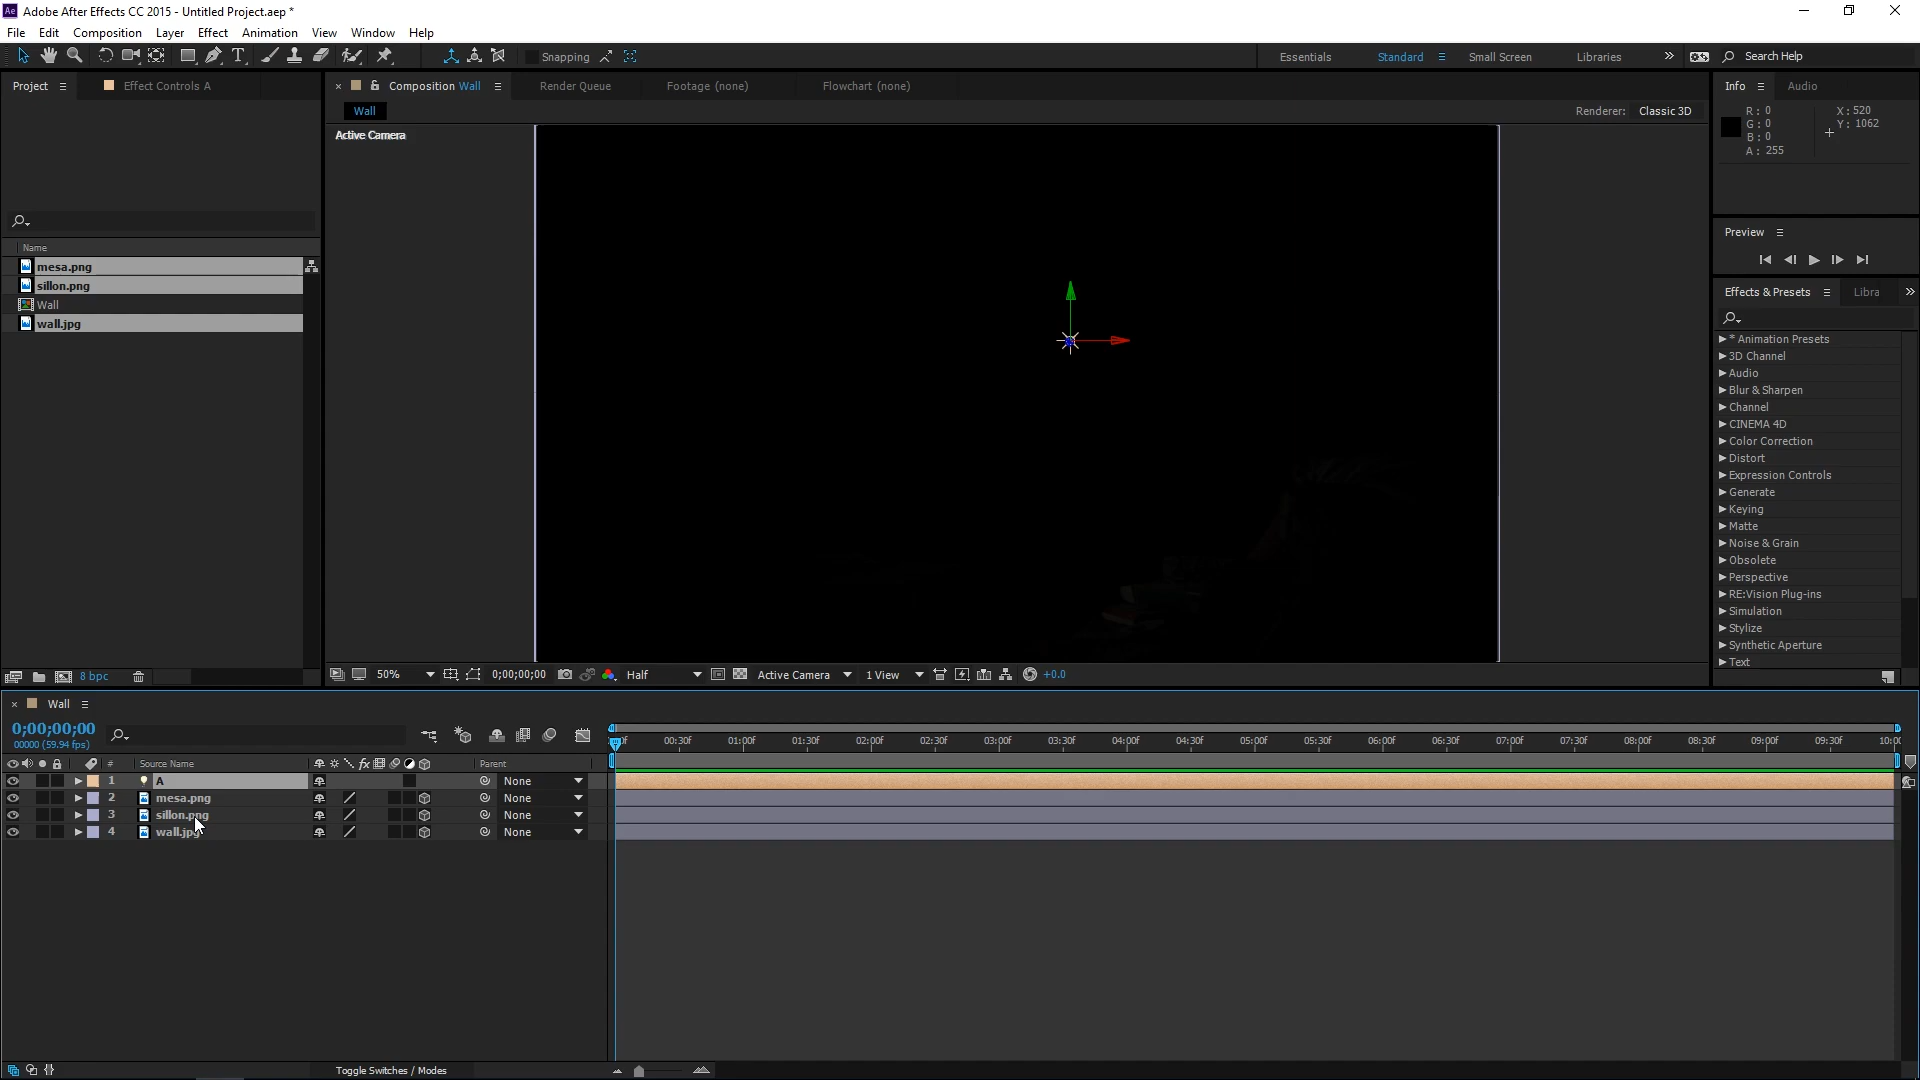 Adobe After Effects CC 2015 - Untitled Project.aep *
File Edit Composition Layer Effect Animation View Window Help
Snapping
Essentials Standard Small Screen Libraries
Search Help
Project Effect Controls A
Composition Wall Render Queue Footage (none) Flowchart (none)
Info Audio
Wall
Renderer: Classic 3D
Active Camera
R: 0 X: 520
G: 0 Y: 1062
B: 0
A: 255
Preview
Effects & Presets Libra
Name
mesa.png
sillon.png
Wall
wall.jpg
* Animation Presets
3D Channel
Audio
Blur & Sharpen
Channel
CINEMA 4D
Color Correction
Distort
Expression Controls
Generate
Keying
Matte
Noise & Grain
Obsolete
Perspective
RE:Vision Plug-ins
Simulation
Stylize
Synthetic Aperture
Text
8 bpc
50% 0;00;00;00 Half Active Camera 1 View +0.0
Wall
0;00;00;00
00000 (59.94 fps)
00:30f 01:00f 01:30f 02:00f 02:30f 03:00f 03:30f 04:00f 04:30f 05:00f 05:30f 06:00f 06:30f 07:00f 07:30f 08:00f 08:30f 09:00f 09:30f 10:00
# Source Name fx Parent
1 A None
2 mesa.png None
3 sillon.png None
4 wall.jpg None
Toggle Switches / Modes